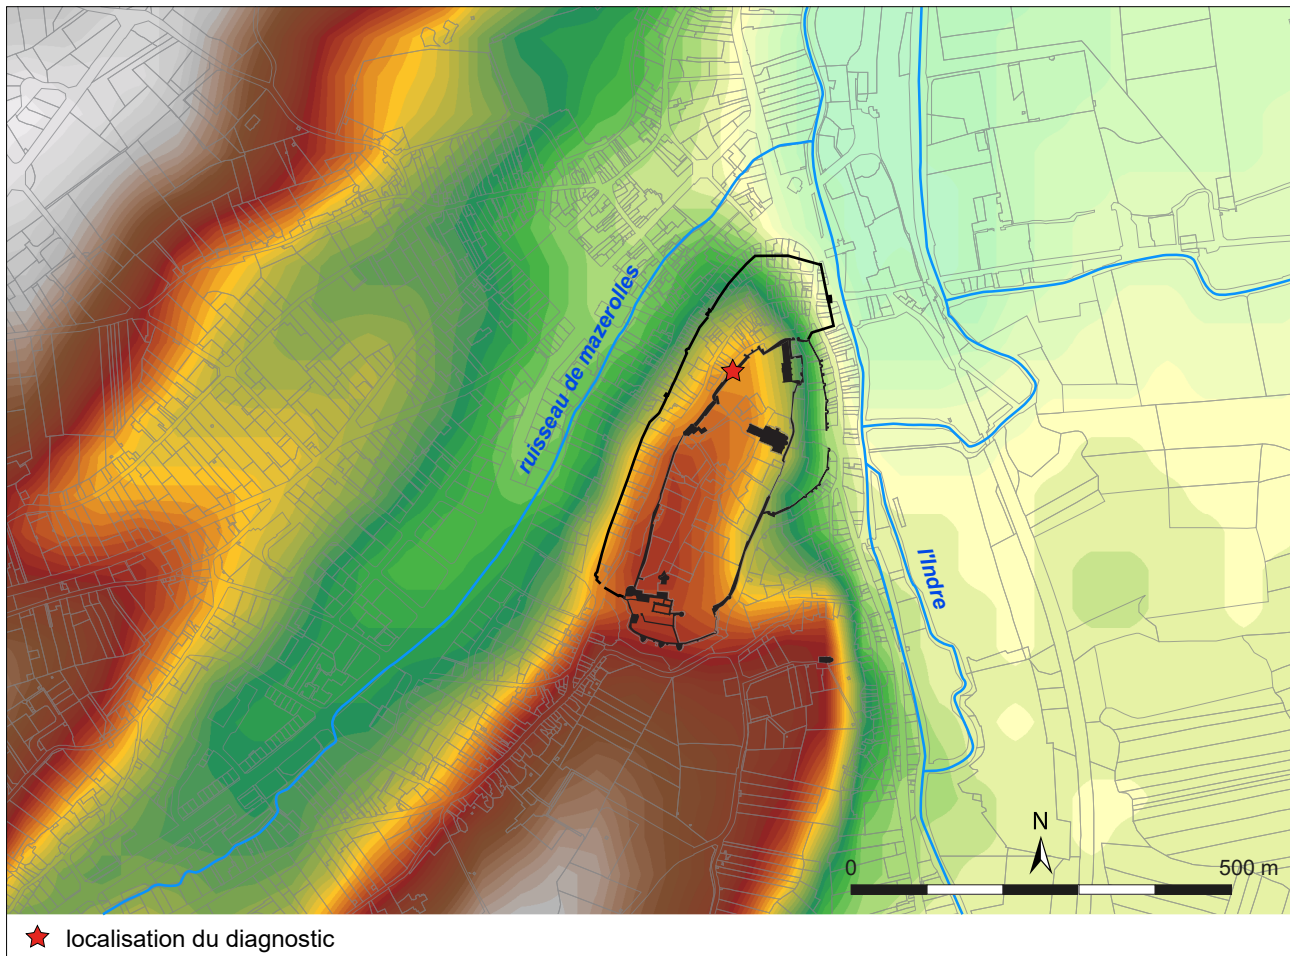 ruisseau de mazerolles
l'Indre
N
0 500 m
localisation du diagnostic